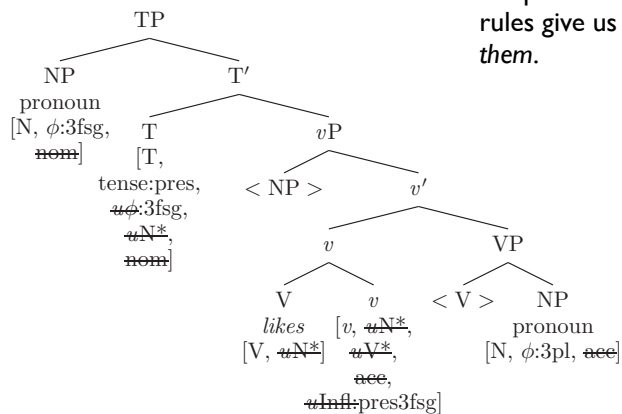 rules give us
them.
TP
NP
T′
pronoun
[N, ϕ:3fsg,
nom]
T
vP
[T,
tense:pres,
uϕ:3fsg,
uN*,
nom]
< NP >
v′
v
VP
V
v
< V >
NP
likes
[V, uN*]
[v, uN*,
uV*,
acc,
uInfl:pres3fsg]
pronoun
[N, ϕ:3pl, acc]